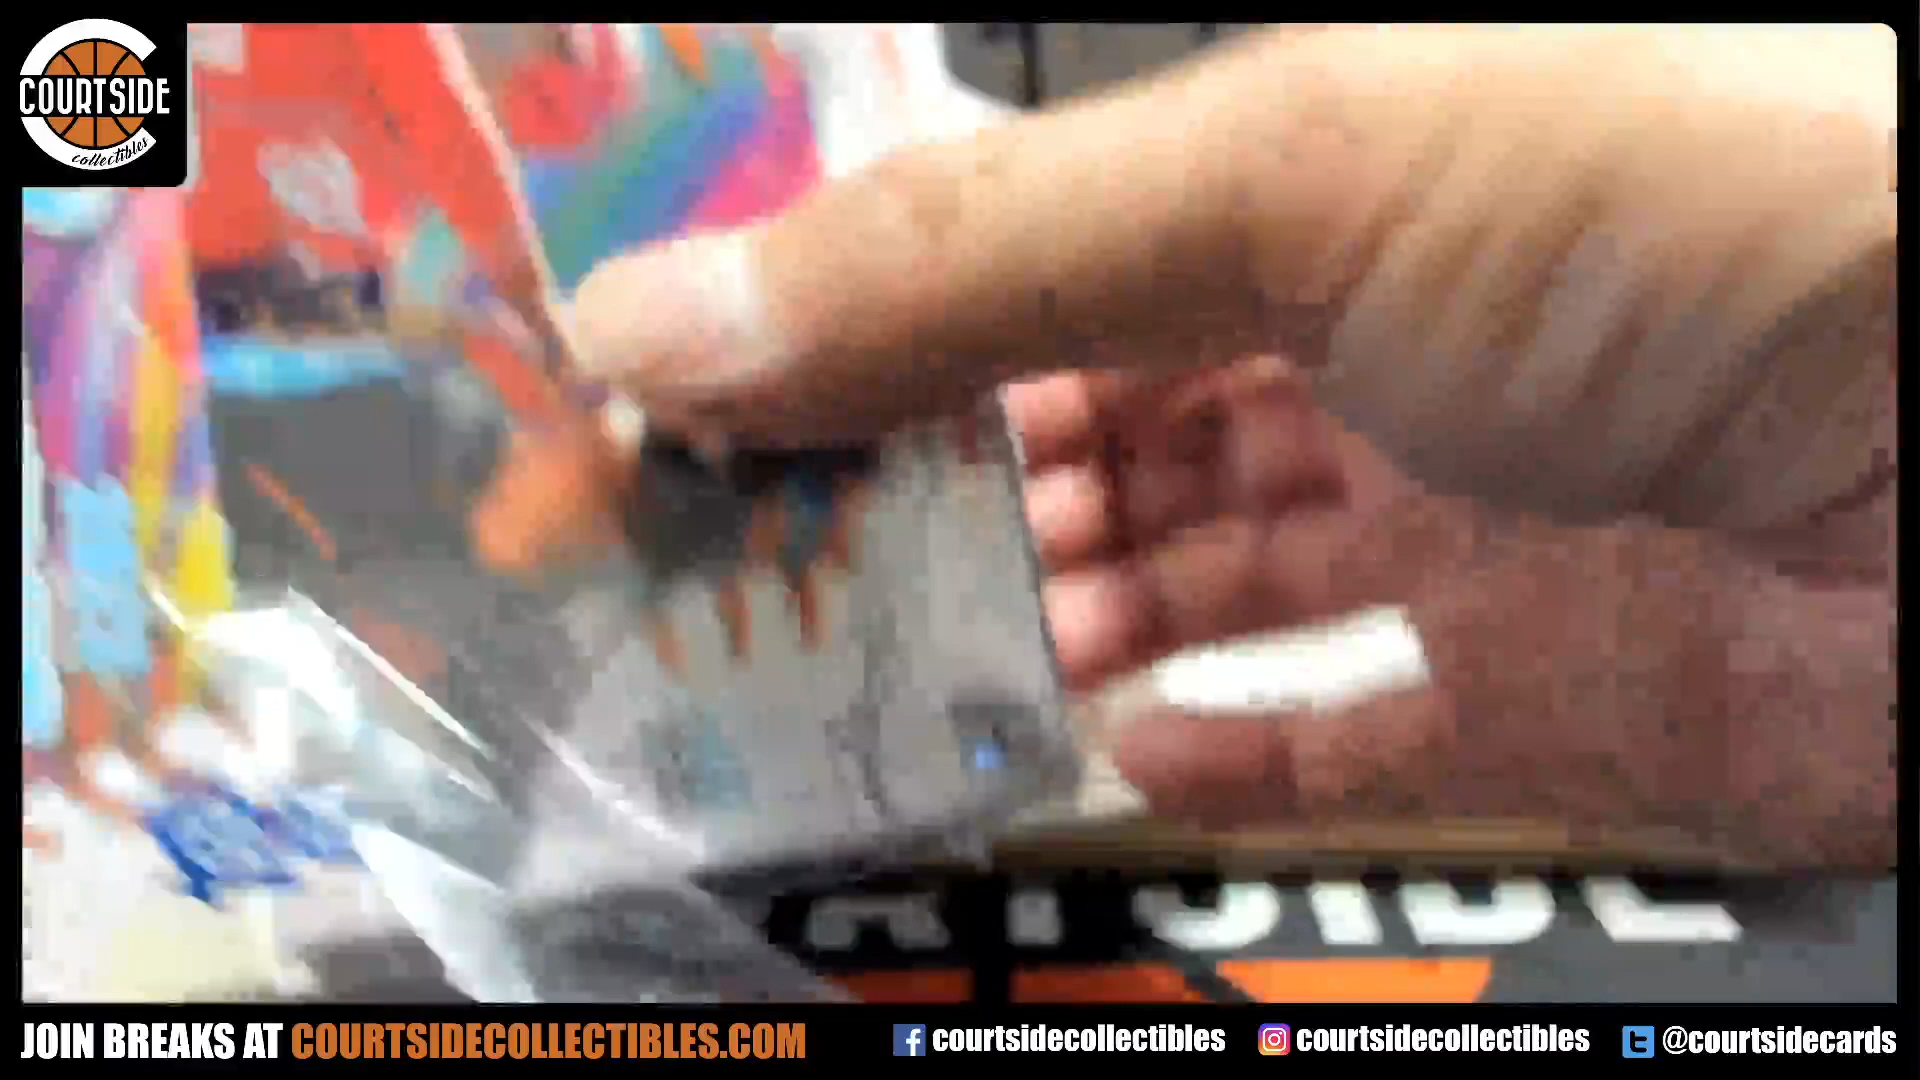 COURTSIDE
collectibles
JOIN BREAKS AT COURTSIDECOLLECTIBLES.COM
courtsidecollectibles
courtsidecollectibles
@courtsidecards